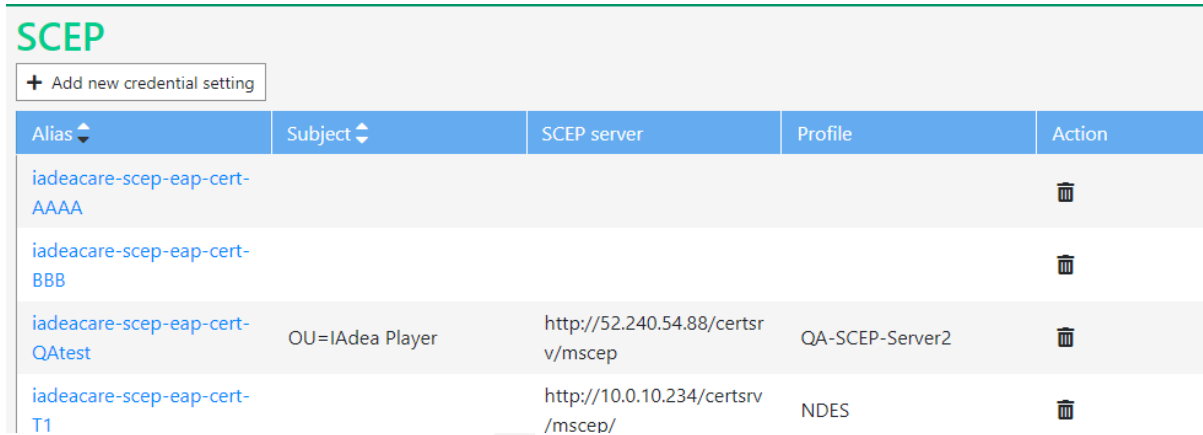 SCEP
+ Add new credential setting
Alias Subject SCEP server Profile Action
iadeacare-scep-eap-cert-
AAAA
iadeacare-scep-eap-cert-
BBB
iadeacare-scep-eap-cert-
QAtest
OU=IAdea Player
http://52.240.54.88/certsr
v/mscep
QA-SCEP-Server2
iadeacare-scep-eap-cert-
T1
http://10.0.10.234/certsrv
/mscep/
NDES